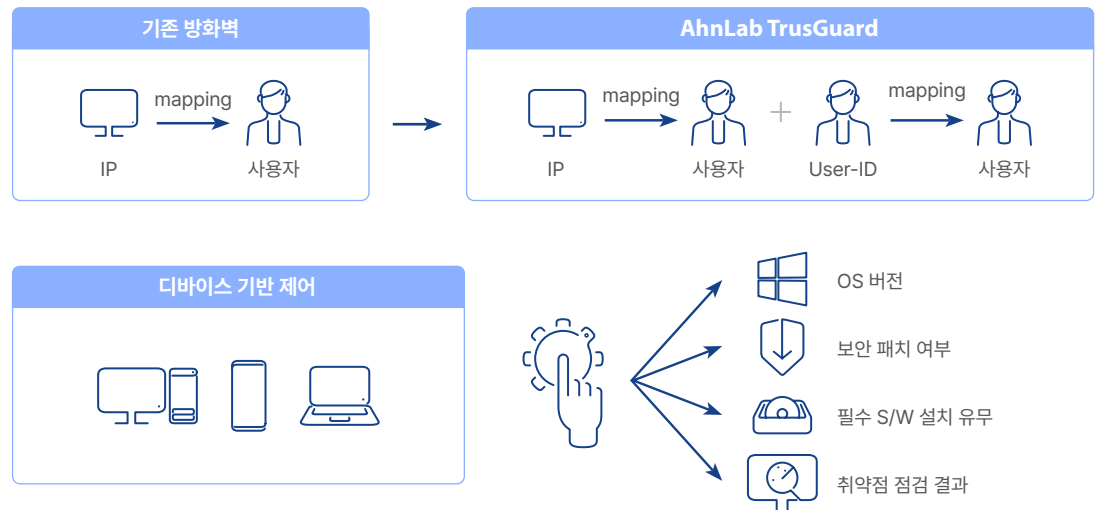 기존 방화벽
mapping
IP
사용자
AhnLab TrusGuard
mapping
mapping
IP
사용자
User-ID
사용자
디바이스 기반 제어
OS 버전
보안 패치 여부
필수 S/W 설치 유무
취약점 점검 결과